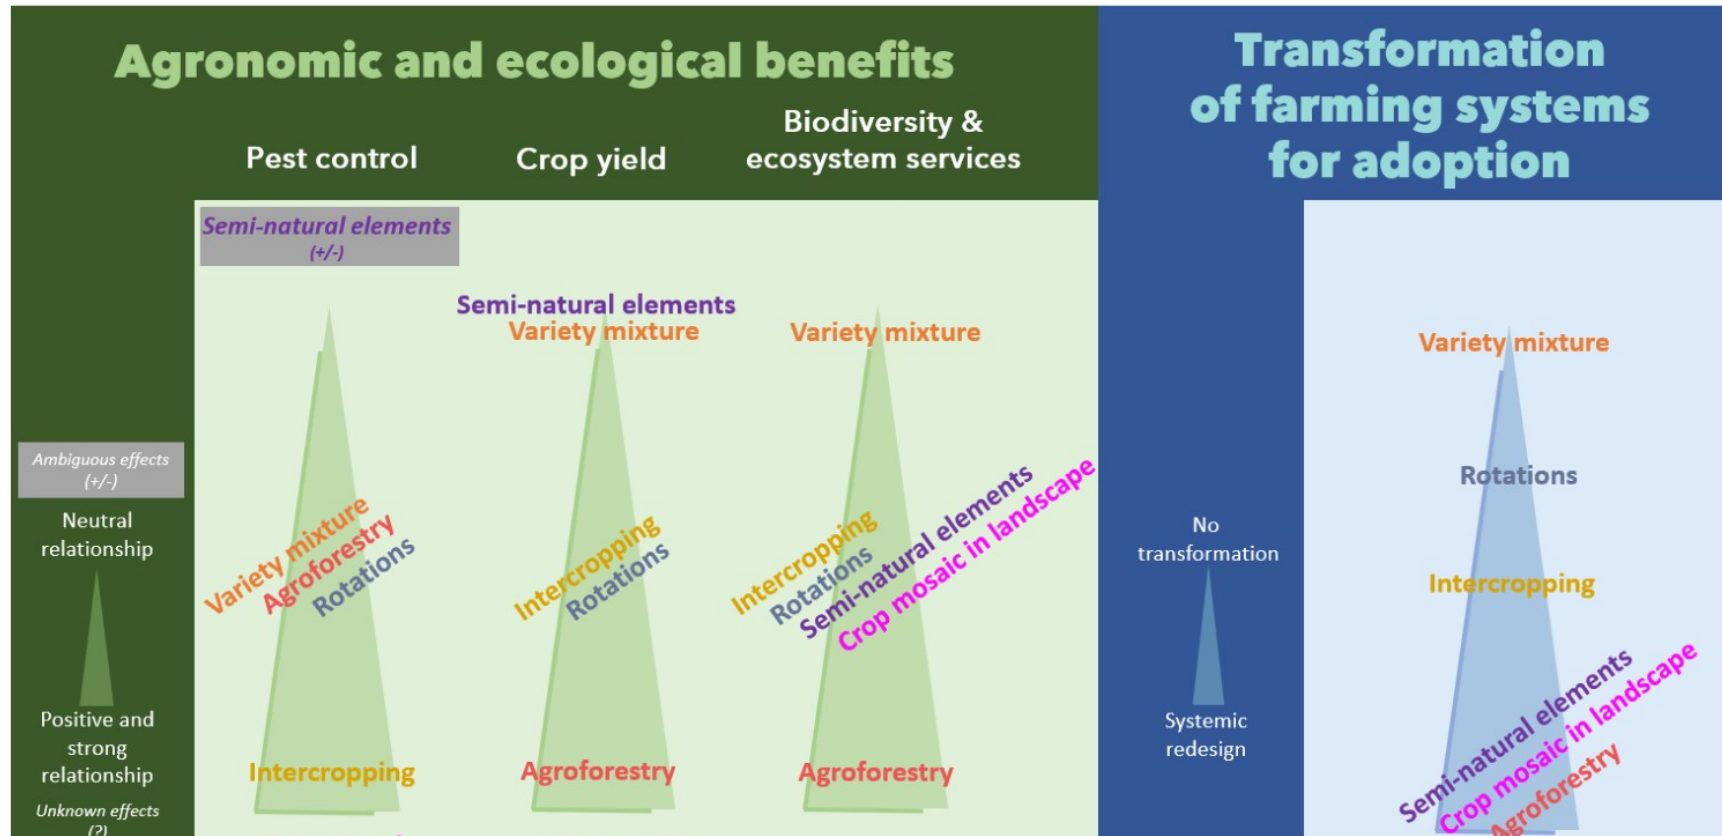 Agronomic and ecological benefits
Pest control
Crop yield
Biodiversity &
ecosystem services
Semi-natural elements
(+/-)
Semi-natural elements
Variety mixture
Variety mixture
Ambiguous effects
(+/-)
Neutral
relationship
Positive and
strong
relationship
Unknown effects
(?)
Variety mixture
Agroforestry
Rotations
Intercropping
Rotations
Intercropping
Rotations
Semi-natural elements
Crop mosaic in landscape
Intercropping
Agroforestry
Agroforestry
Transformation
of farming systems
for adoption
No
transformation
Systemic
redesign
Variety mixture
Rotations
Intercropping
Semi-natural elements
Crop mosaic in landscape
Agroforestry